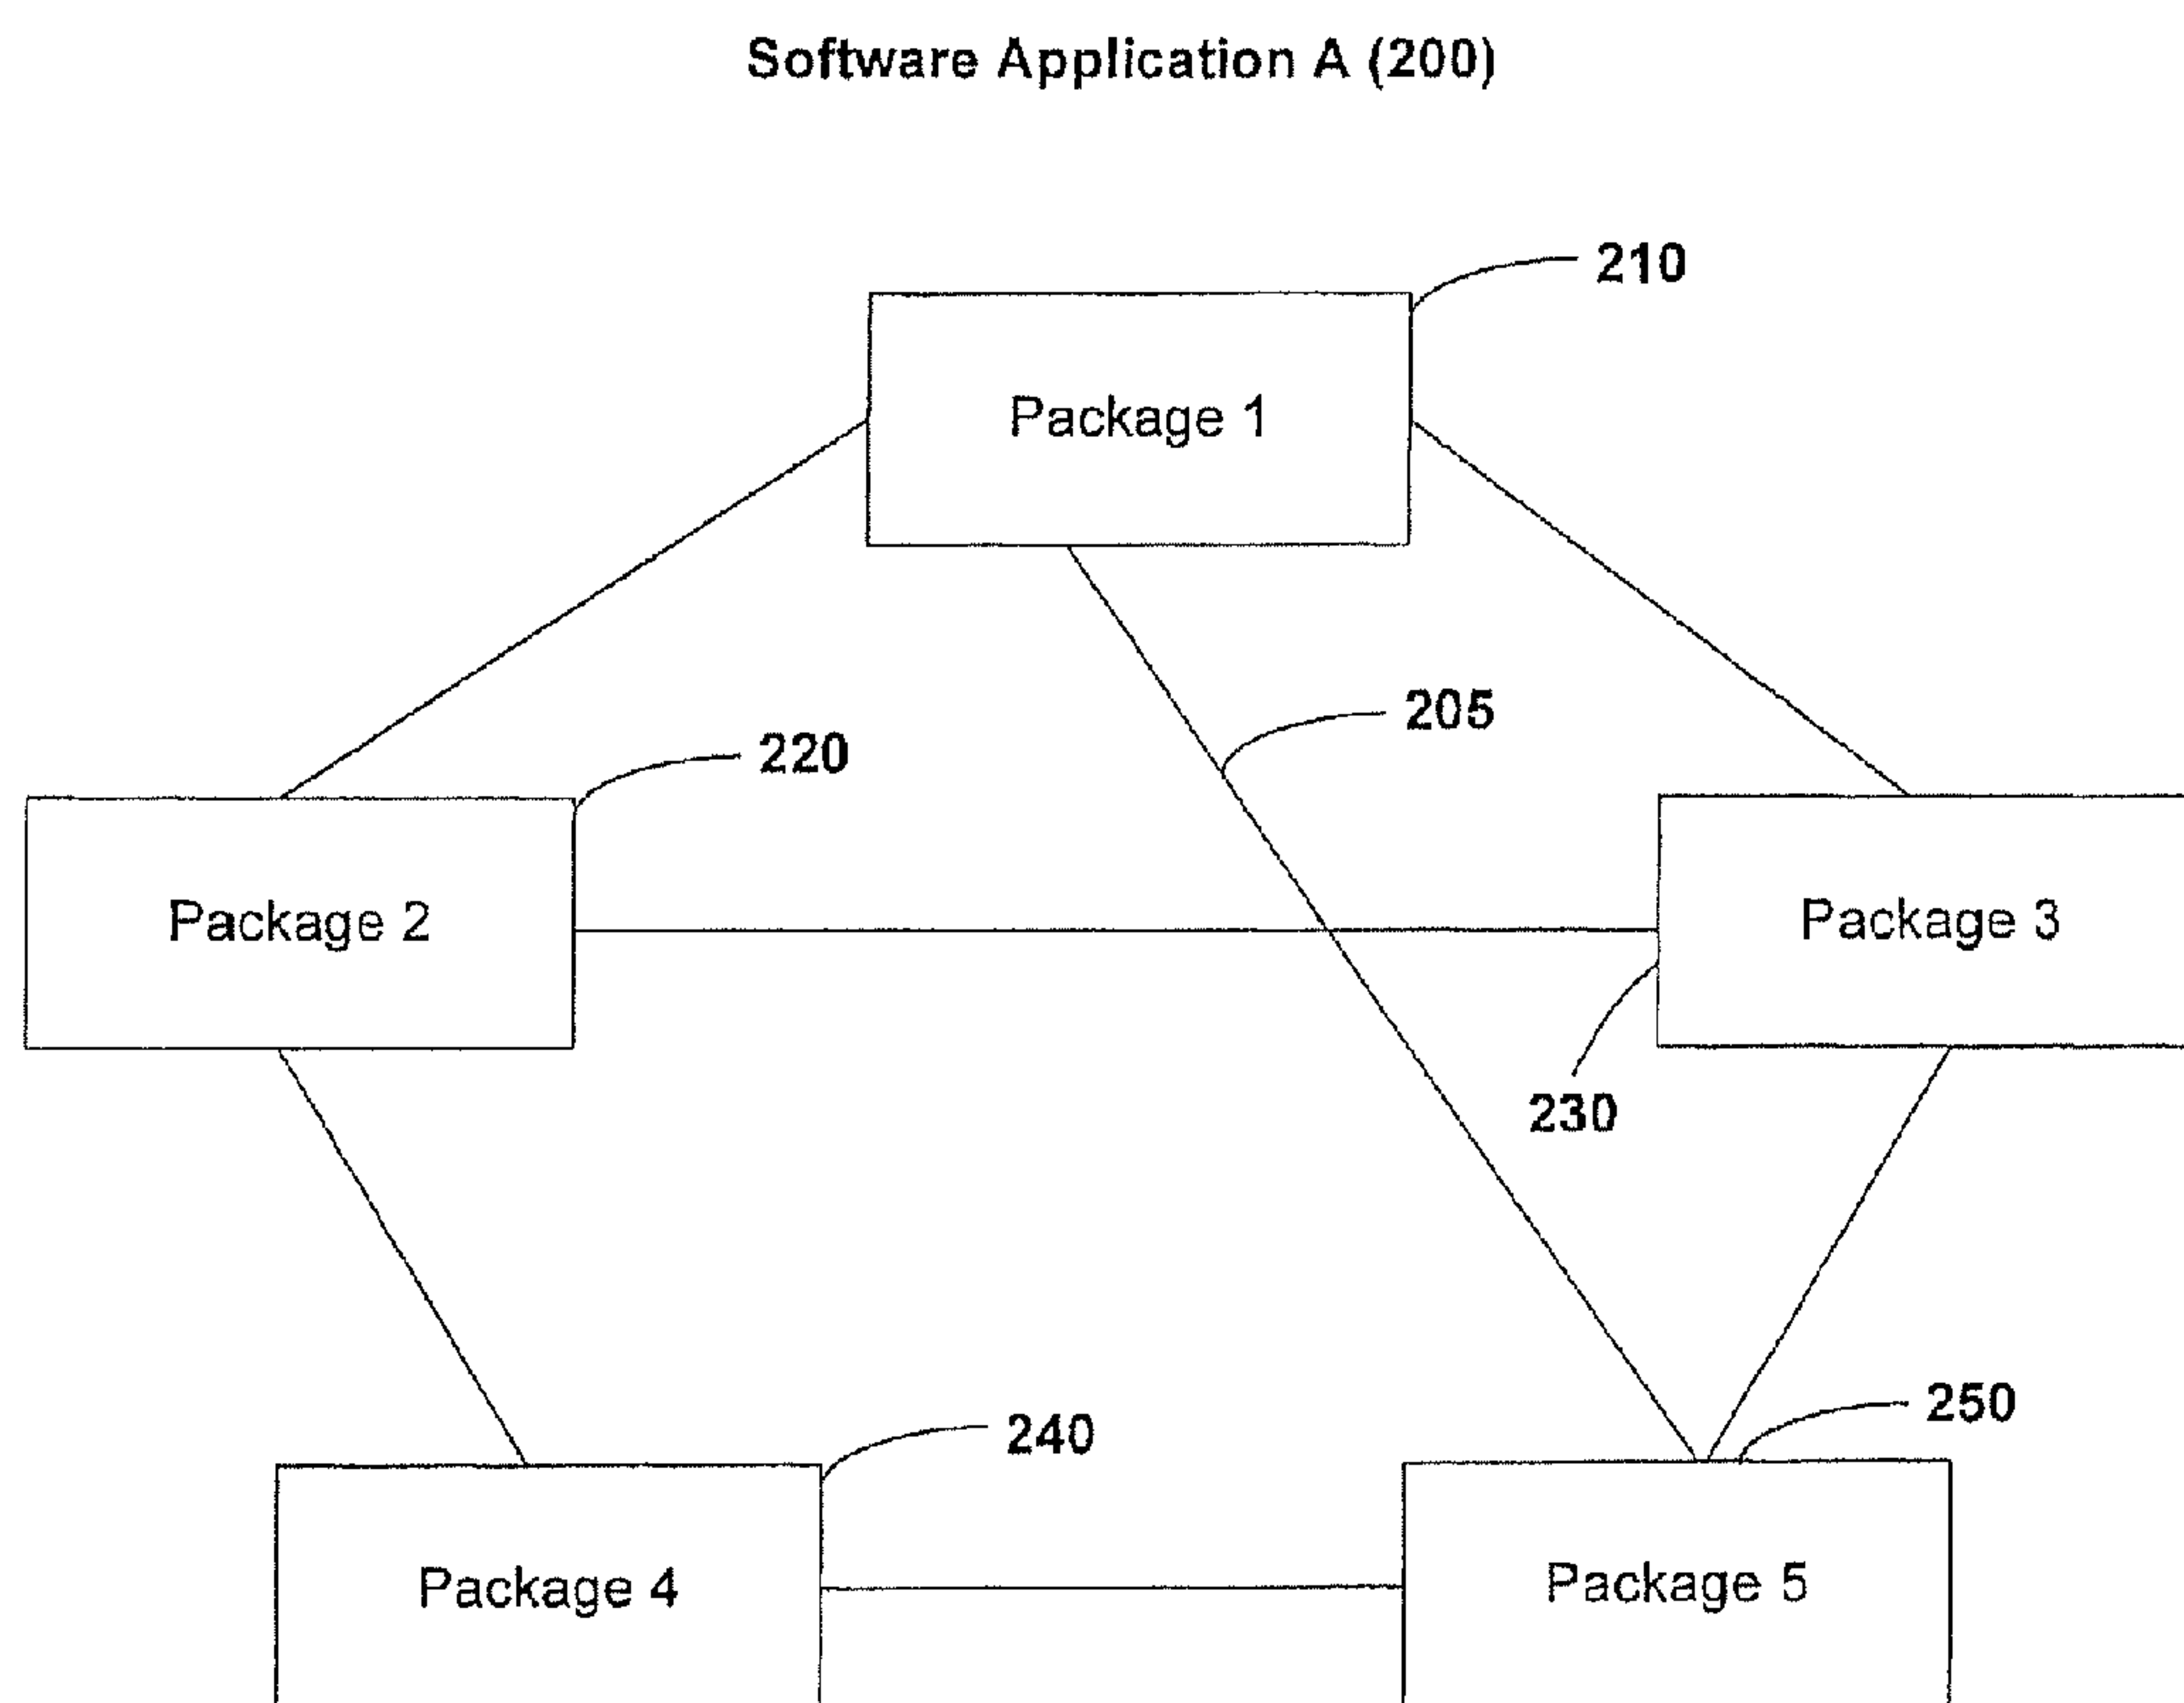 Software Application A (200)
210
Package 1
205
220
Package 2
Package 3
230
240
250
Package 4
Package 5